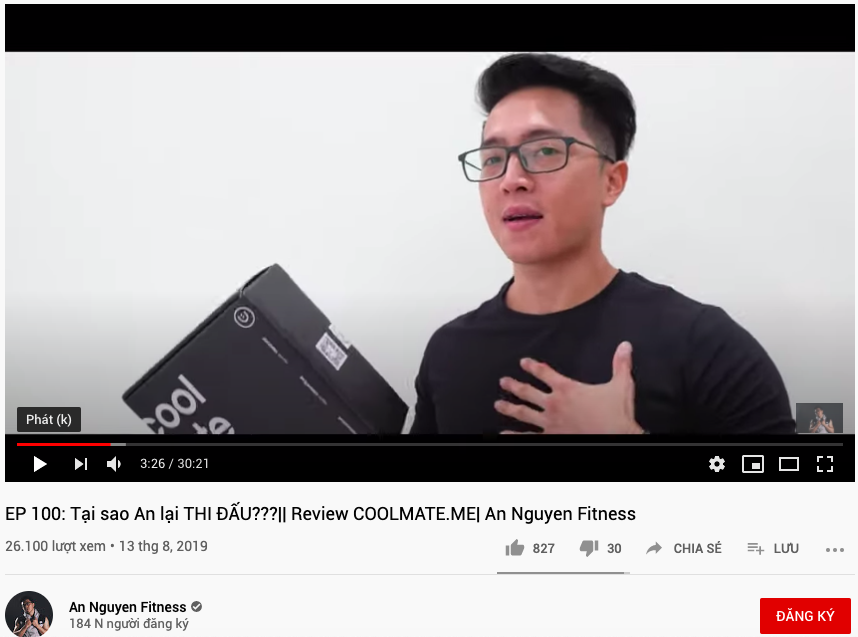 cool
Phát (k)
3:26 / 30:21
EP 100: Tại sao An lại THI ĐẤU???|| Review COOLMATE.ME| An Nguyen Fitness
26.100 lượt xem • 13 thg 8, 2019
827
30
CHIA SẺ
LƯU
An Nguyen Fitness
184 N người đăng ký
ĐĂNG KÝ